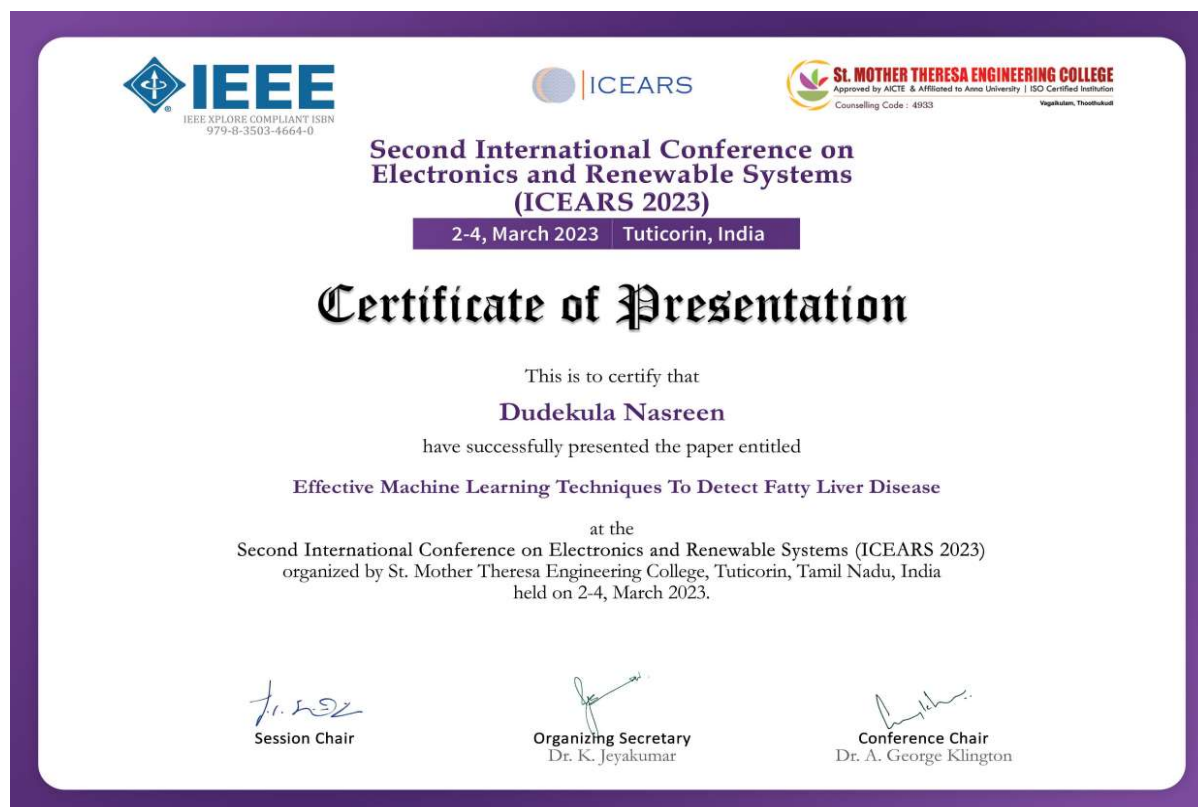 IEEE
IEEE XPLORE COMPLIANT ISBN
979-8-3503-4664-0
ICEARS
St. MOTHER THERESA ENGINEERING COLLEGE
Approved by AICTE & Affiliated to Anna University | ISO Certified Institution
Counselling Code : 4933
Vagaikulam, Thoothukudi
Second International Conference on
Electronics and Renewable Systems
(ICEARS 2023)
2-4, March 2023 Tuticorin, India
Certificate of Presentation
This is to certify that
Dudekula Nasreen
have successfully presented the paper entitled
Effective Machine Learning Techniques To Detect Fatty Liver Disease
at the
Second International Conference on Electronics and Renewable Systems (ICEARS 2023)
organized by St. Mother Theresa Engineering College, Tuticorin, Tamil Nadu, India
held on 2-4, March 2023.
Session Chair
Organizing Secretary
Dr. K. Jeyakumar
Conference Chair
Dr. A. George Klington